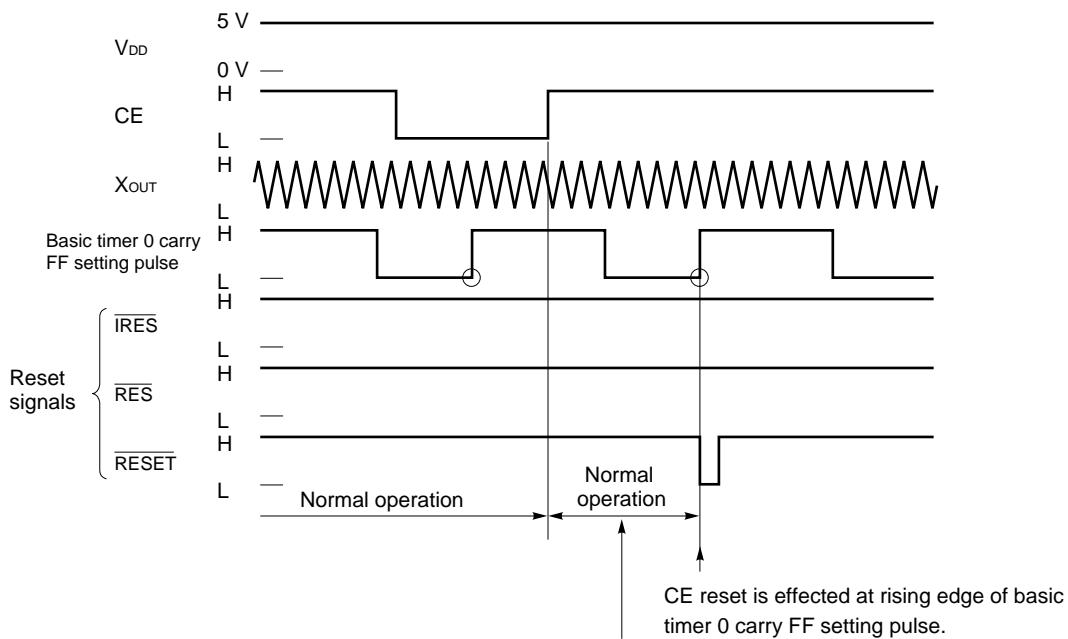 5 V
VDD
0 V
H
CE
L
H
XOUT
L
H
Basic timer 0 carry
FF setting pulse
L
H
IRES
L
H
Reset
signals
RES
L
H
RESET
L
Normal operation
Normal
operation
CE reset is effected at rising edge of basic
timer 0 carry FF setting pulse.